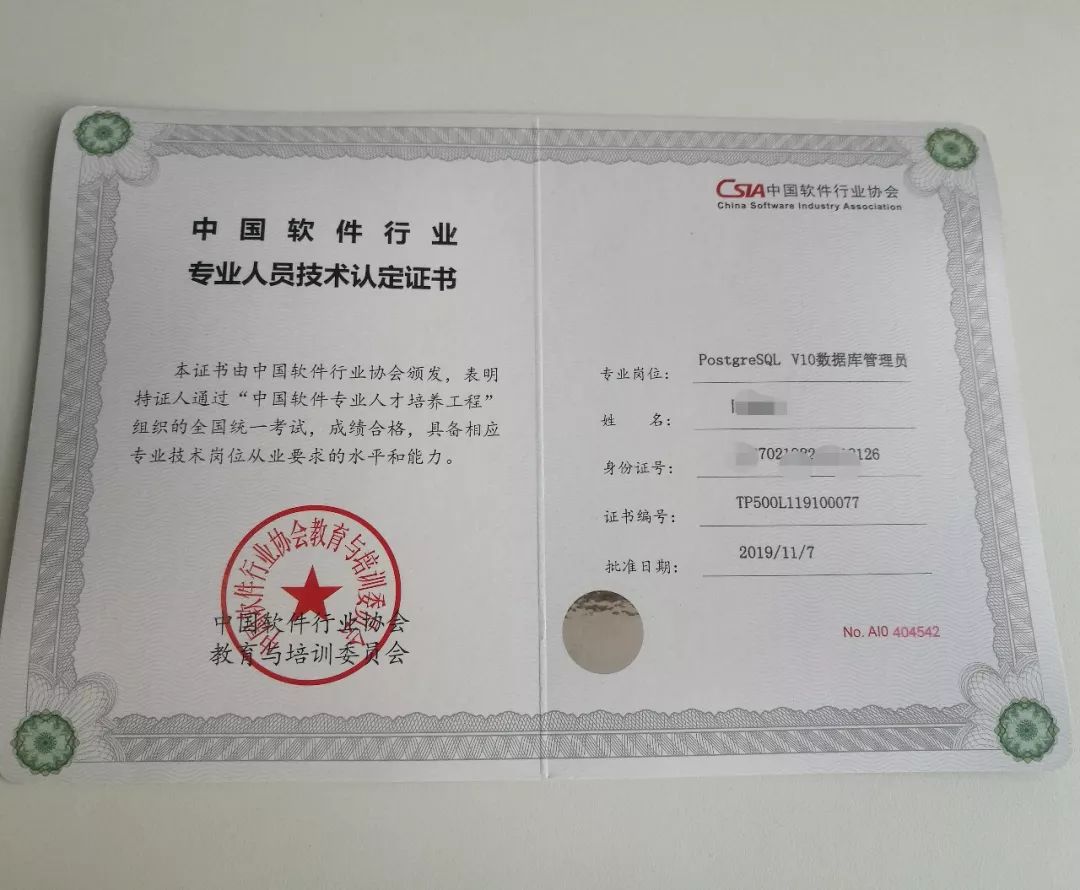 中国软件行业
专业人员技术认定证书
本证书由中国软件行业协会颁发，表明
持证人通过“中国软件专业人才培养工程”
组织的全国统一考试，成绩合格，具备相应
专业技术岗位从业要求的水平和能力。
中国软件行业协会教育与培训委员会
中国软件行业协会
教育与培训委员会
CSIA中国软件行业协会
China Software Industry Association
专业岗位： PostgreSQL V10数据库管理员
姓 名：
身份证号： 126
证书编号： TP500L119100077
批准日期： 2019/11/7
No. AI0 404542